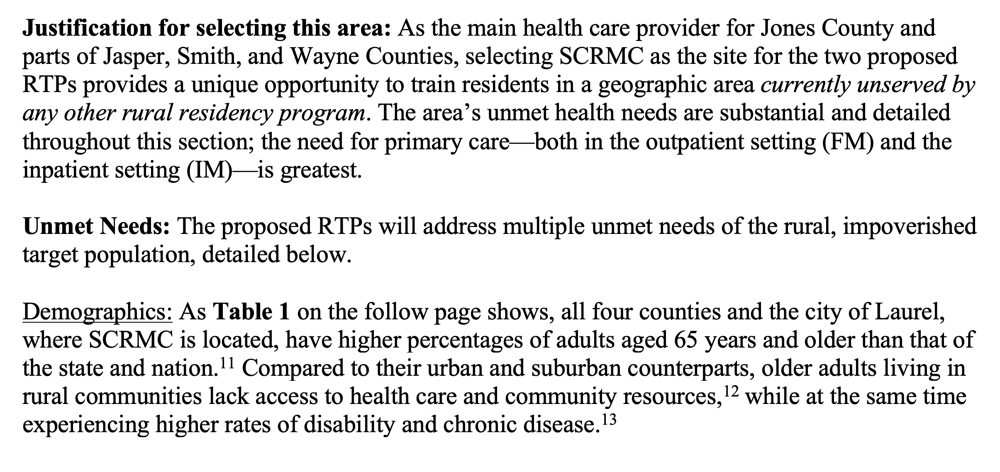 Justification for selecting this area: As the main health care provider for Jones County and
parts of Jasper, Smith, and Wayne Counties, selecting SCRMC as the site for the two proposed
RTPs provides a unique opportunity to train residents in a geographic area currently unserved by
any other rural residency program. The area’s unmet health needs are substantial and detailed
throughout this section; the need for primary care—both in the outpatient setting (FM) and the
inpatient setting (IM)—is greatest.
Unmet Needs: The proposed RTPs will address multiple unmet needs of the rural, impoverished
target population, detailed below.
Demographics: As Table 1 on the follow page shows, all four counties and the city of Laurel,
where SCRMC is located, have higher percentages of adults aged 65 years and older than that of
the state and nation.¹¹ Compared to their urban and suburban counterparts, older adults living in
rural communities lack access to health care and community resources,¹² while at the same time
experiencing higher rates of disability and chronic disease.¹³